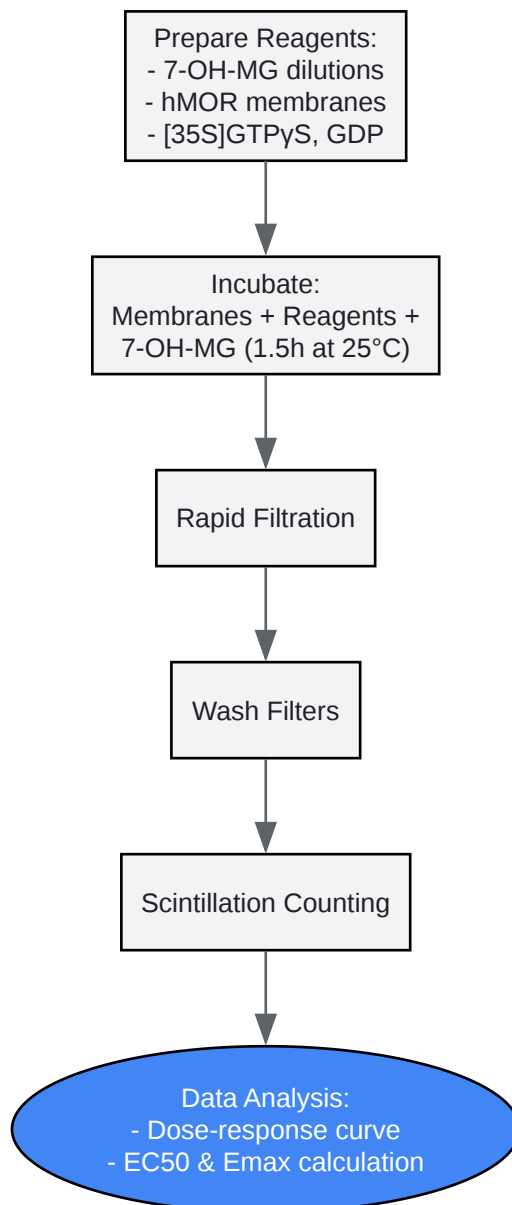 Prepare Reagents:
- 7-OH-MG dilutions
- hMOR membranes
- [35S]GTPγS, GDP
Incubate:
Membranes + Reagents +
7-OH-MG (1.5h at 25°C)
Rapid Filtration
Wash Filters
Scintillation Counting
Data Analysis:
- Dose-response curve
- EC50 & Emax calculation